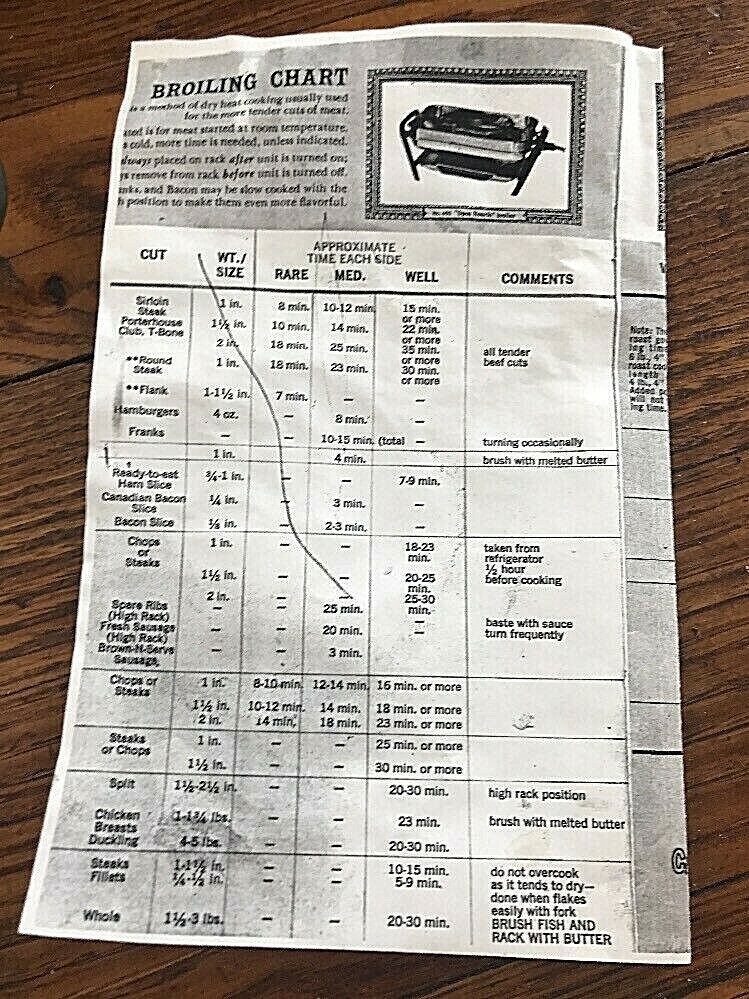 BROILING CHART
is a method of dry heat cooking usually used
for the more tender cuts of meat.
is for meat started at room temperature.
cold, more time is needed, unless indicated.
always placed on rack after unit is turned on;
remove from rack before unit is turned off.
and Bacon may be slow cooked with the
position to make them even more flavorful.
CUT WT./ SIZE APPROXIMATE TIME EACH SIDE COMMENTS
RARE MED. WELL
Sirloin 1 in. 8 min. 10-12 min. 15 min.
Steak or more
Porterhouse 1½ in. 10 min. 14 min. 22 min.
Club, T-Bone or more
2 in. 18 min. 25 min. 35 min. all tender
**Round 1 in. 18 min. 23 min. or more beef cuts
Steak 30 min.
or more
**Flank 1-1½ in. 7 min. – –
Hamburgers 4 oz. – 8 min. –
Franks – – 10-15 min. (total – turning occasionally
1 in. 4 min. brush with melted butter
Ready-to-eat ¾-1 in. – – 7-9 min.
Ham Slice
Canadian Bacon ¼ in. – 3 min. –
Slice
Bacon Slice ⅛ in. – 2-3 min. –
Chops 1 in. – – 18-23 taken from
or min. refrigerator
Steaks ½ hour
1½ in. – – 20-25 before cooking
min.
2 in. – – 25-30
Spare Ribs – – 25 min. min. –
(High Rack) baste with sauce
Fresh Sausage – – 20 min. – turn frequently
(High Rack)
Brown-N-Serve – – 3 min.
Sausage
Chops or 1 in. 8-10 min. 12-14 min. 16 min. or more
Steaks
1½ in. 10-12 min. 14 min. 18 min. or more
2 in. 14 min. 18 min. 23 min. or more
Steaks 1 in. – – 25 min. or more
or Chops
1½ in. – – 30 min. or more
Split 1½-2½ in. – – 20-30 min. high rack position
Chicken 1-1¾ lbs. – – 23 min. brush with melted butter
Breasts
Duckling 4-5 lbs. – – 20-30 min.
Steaks 1-1½ in. – – 10-15 min. do not overcook
Fillets ¼-½ in. – – 5-9 min. as it tends to dry—
done when flakes
easily with fork
Whole 1½-3 lbs. – – 20-30 min. BRUSH FISH AND
RACK WITH BUTTER
Note:
roast
ing time
6 lb., 4"
roast
length
4 lb., 4"
Added
will not
ing time.